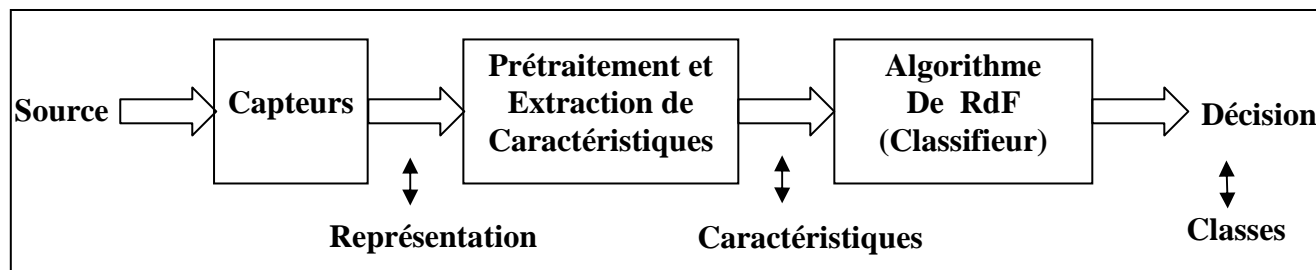 Source
Capteurs
Prétraitement et
Extraction de
Caractéristiques
Algorithme
De RdF
(Classifieur)
Décision
Représentation
Caractéristiques
Classes